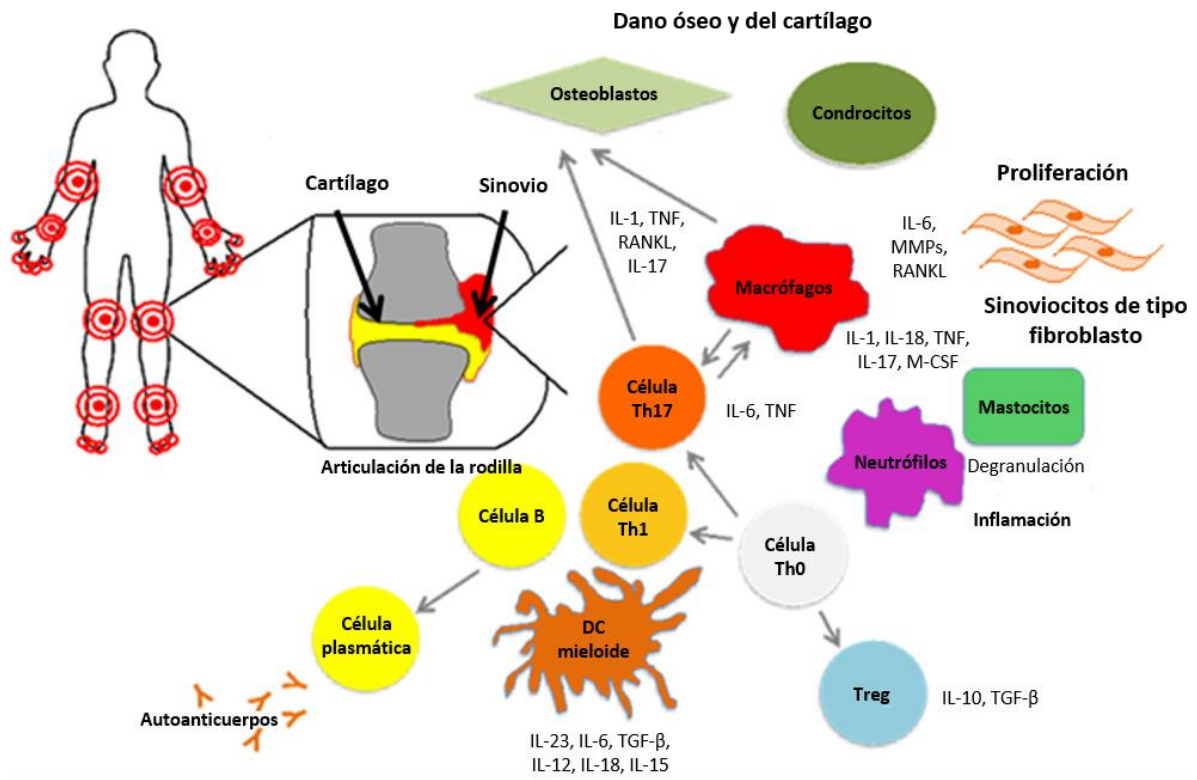 Dano óseo y del cartílago
Osteoblastos
Condrocitos
Cartílago
Sinovio
Proliferación
IL-1, TNF,
RANKL,
IL-17
IL-6,
MMPs,
RANKL
Macrófagos
Sinoviocitos de tipo
fibroblasto
IL-1, IL-18, TNF,
IL-17, M-CSF
Célula
Th17
IL-6, TNF
Mastocitos
Neutrófilos
Degranulación
Articulación de la rodilla
Célula B
Célula
Th1
Célula
Th0
Inflamación
Célula
plasmática
DC
mieloide
Treg
IL-10, TGF-β
Autoanticuerpos
IL-23, IL-6, TGF-β,
IL-12, IL-18, IL-15